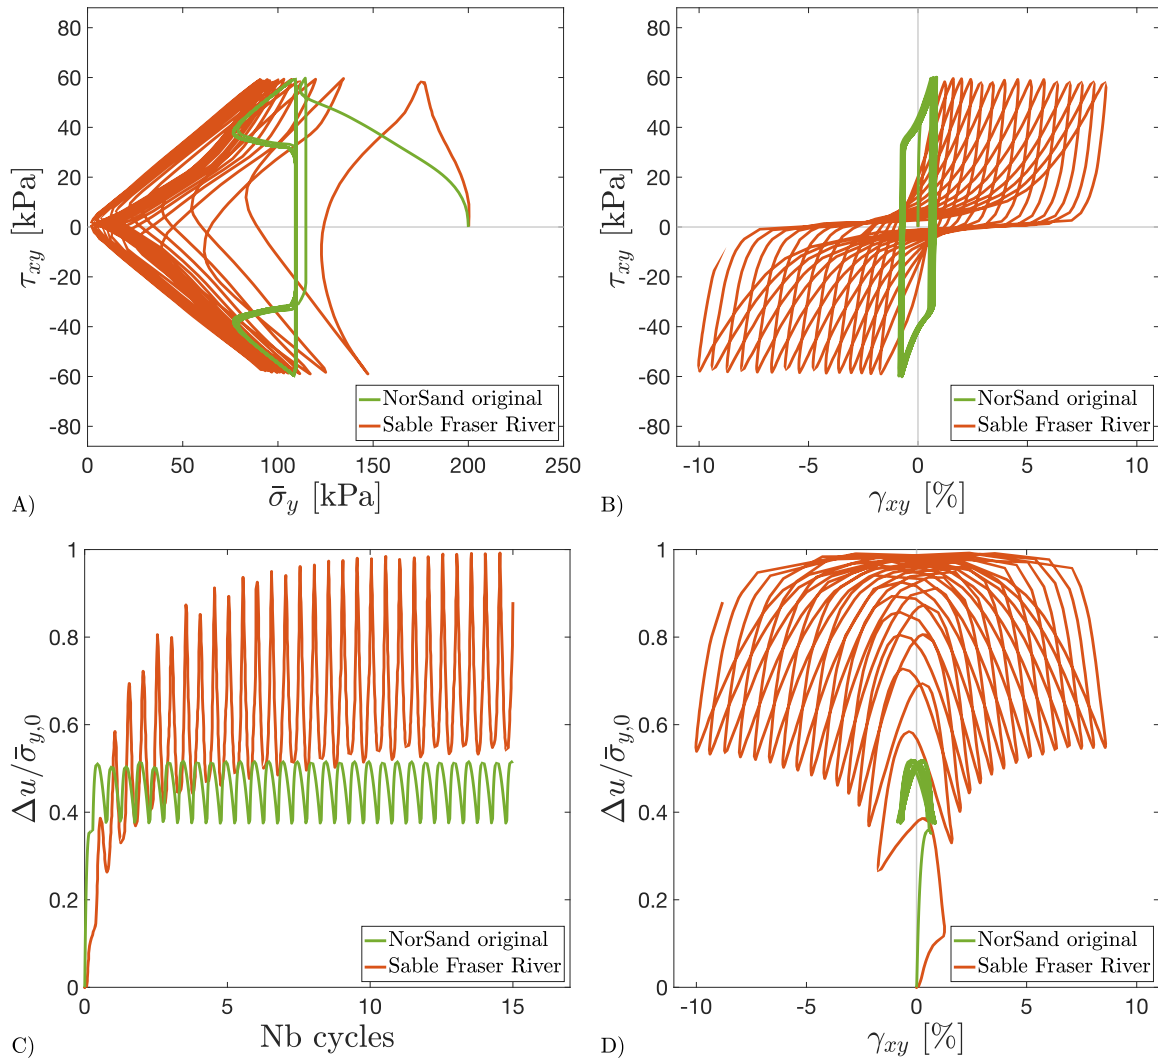 80
60
40
20
0
-20
-40
-60
-80
τxy [kPa]
0 50 100 150 200 250
σ̄y [kPa]
NorSand original
Sable Fraser River
A)
80
60
40
20
0
-20
-40
-60
-80
τxy [kPa]
-10 -5 0 5 10
γxy [%]
NorSand original
Sable Fraser River
B)
1
0.8
0.6
0.4
0.2
0
Δu/σ̄y,0
0 5 10 15
Nb cycles
NorSand original
Sable Fraser River
C)
1
0.8
0.6
0.4
0.2
0
Δu/σ̄y,0
-10 -5 0 5 10
γxy [%]
NorSand original
Sable Fraser River
D)